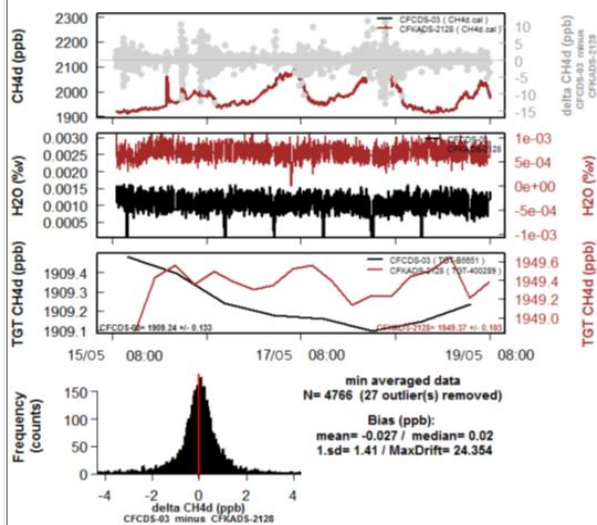 CH4d (ppb)
2300
2200
2100
2000
1900
CFCDS-03 ( CH4d.cal )
CFKADS-2128 ( CH4d.cal )
10
5
0
-5
-10
-15
delta CH4d (ppb)
CFCDS-03 minus
CFKADS-2128
H2O (%v)
0.0030
0.0025
0.0020
0.0015
0.0010
0.0005
CFCDS-03
CFKADS-2128
1e-03
5e-04
0e+00
-5e-04
-1e-03
H2O (%v)
TGT CH4d (ppb)
1909.4
1909.3
1909.2
1909.1
CFCDS-03 ( TGT-B5651 )
CFKADS-2128 ( TGT-400289 )
CFCDS-03= 1909.24 +/- 0.133
CFKADS-2128= 1949.37 +/- 0.185
1949.6
1949.4
1949.2
1949.0
TGT CH4d (ppb)
15/05 08:00 17/05 08:00 19/05 08:00
Frequency
(counts)
150
100
50
0
-4 -2 0 2 4
delta CH4d (ppb)
CFCDS-03 minus CFKADS-2128
min averaged data
N= 4766 (27 outlier(s) removed)
Bias (ppb):
mean= -0.027 / median= 0.02
1.sd= 1.41 / MaxDrift= 24.354